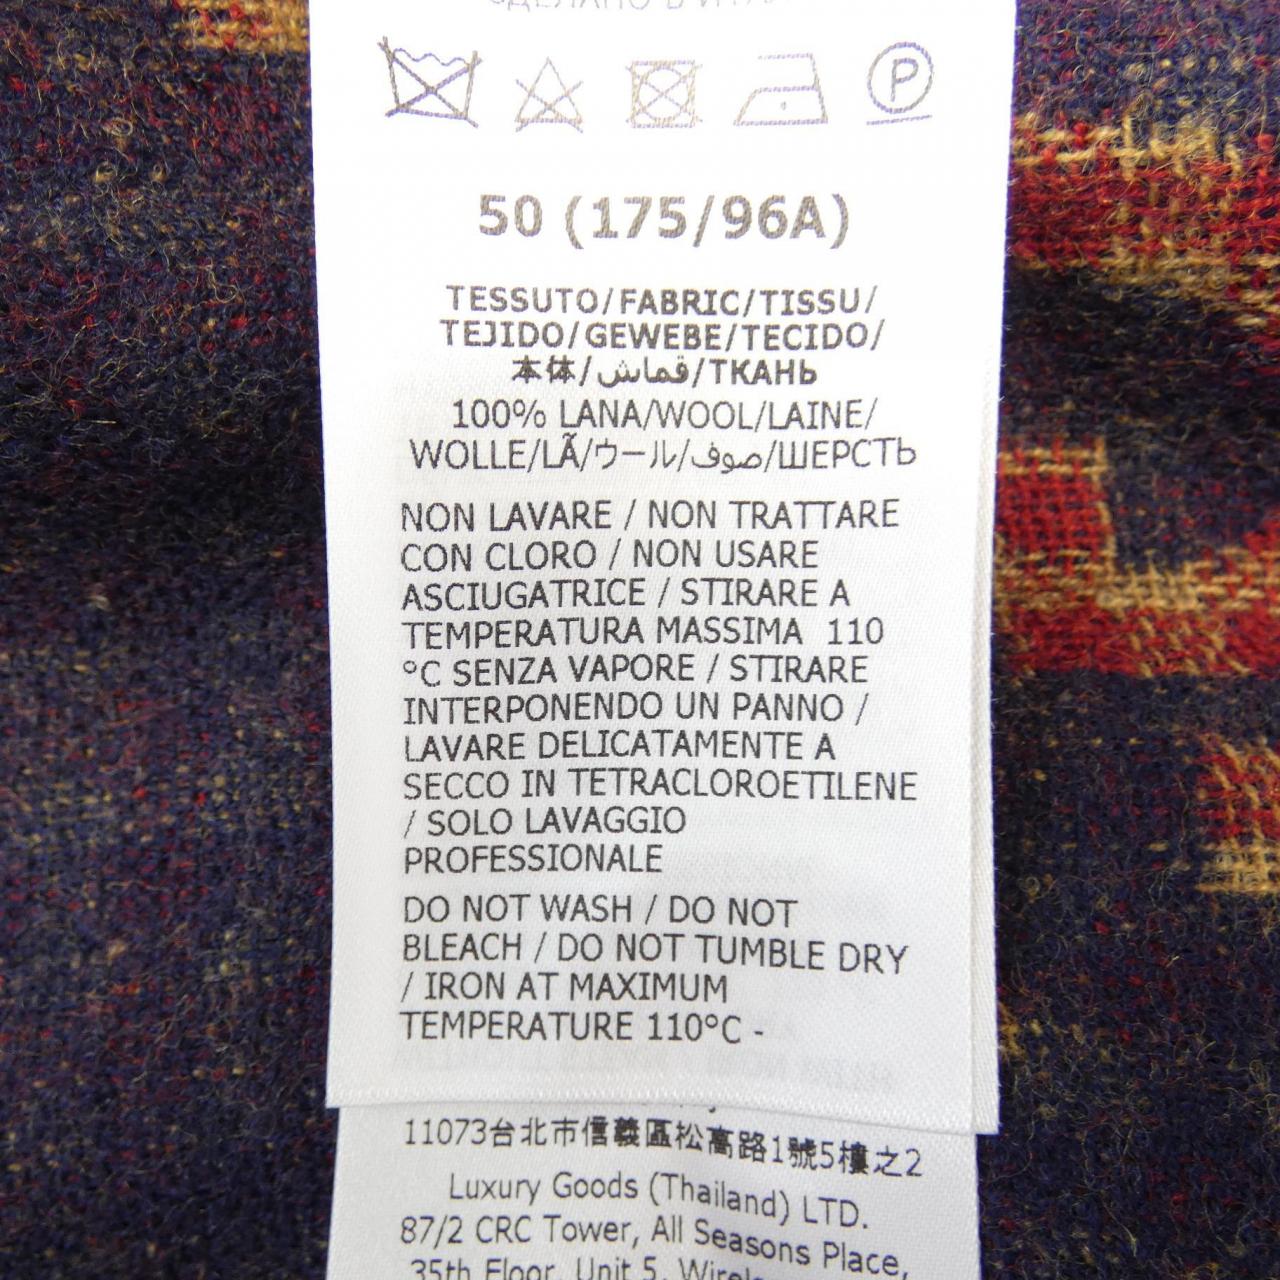 СДЕЛАНО В
P
50 (175/96A)
TESSUTO/FABRIC/TISSU/
TEJIDO/GEWEBE/TECIDO/
本体/قماش/ТКАНЬ
100% LANA/WOOL/LAINE/
WOLLE/LÃ/ウール/صوف/ШЕРСТЬ
NON LAVARE / NON TRATTARE
CON CLORO / NON USARE
ASCIUGATRICE / STIRARE A
TEMPERATURA MASSIMA 110
°C SENZA VAPORE / STIRARE
INTERPONENDO UN PANNO /
LAVARE DELICATAMENTE A
SECCO IN TETRACLOROETILENE
/ SOLO LAVAGGIO
PROFESSIONALE
DO NOT WASH / DO NOT
BLEACH / DO NOT TUMBLE DRY
/ IRON AT MAXIMUM
TEMPERATURE 110°C -
11073台北市信義區松高路1號5樓之2
Luxury Goods (Thailand) LTD.
87/2 CRC Tower, All Seasons Place,
35th Floor, Unit 5,